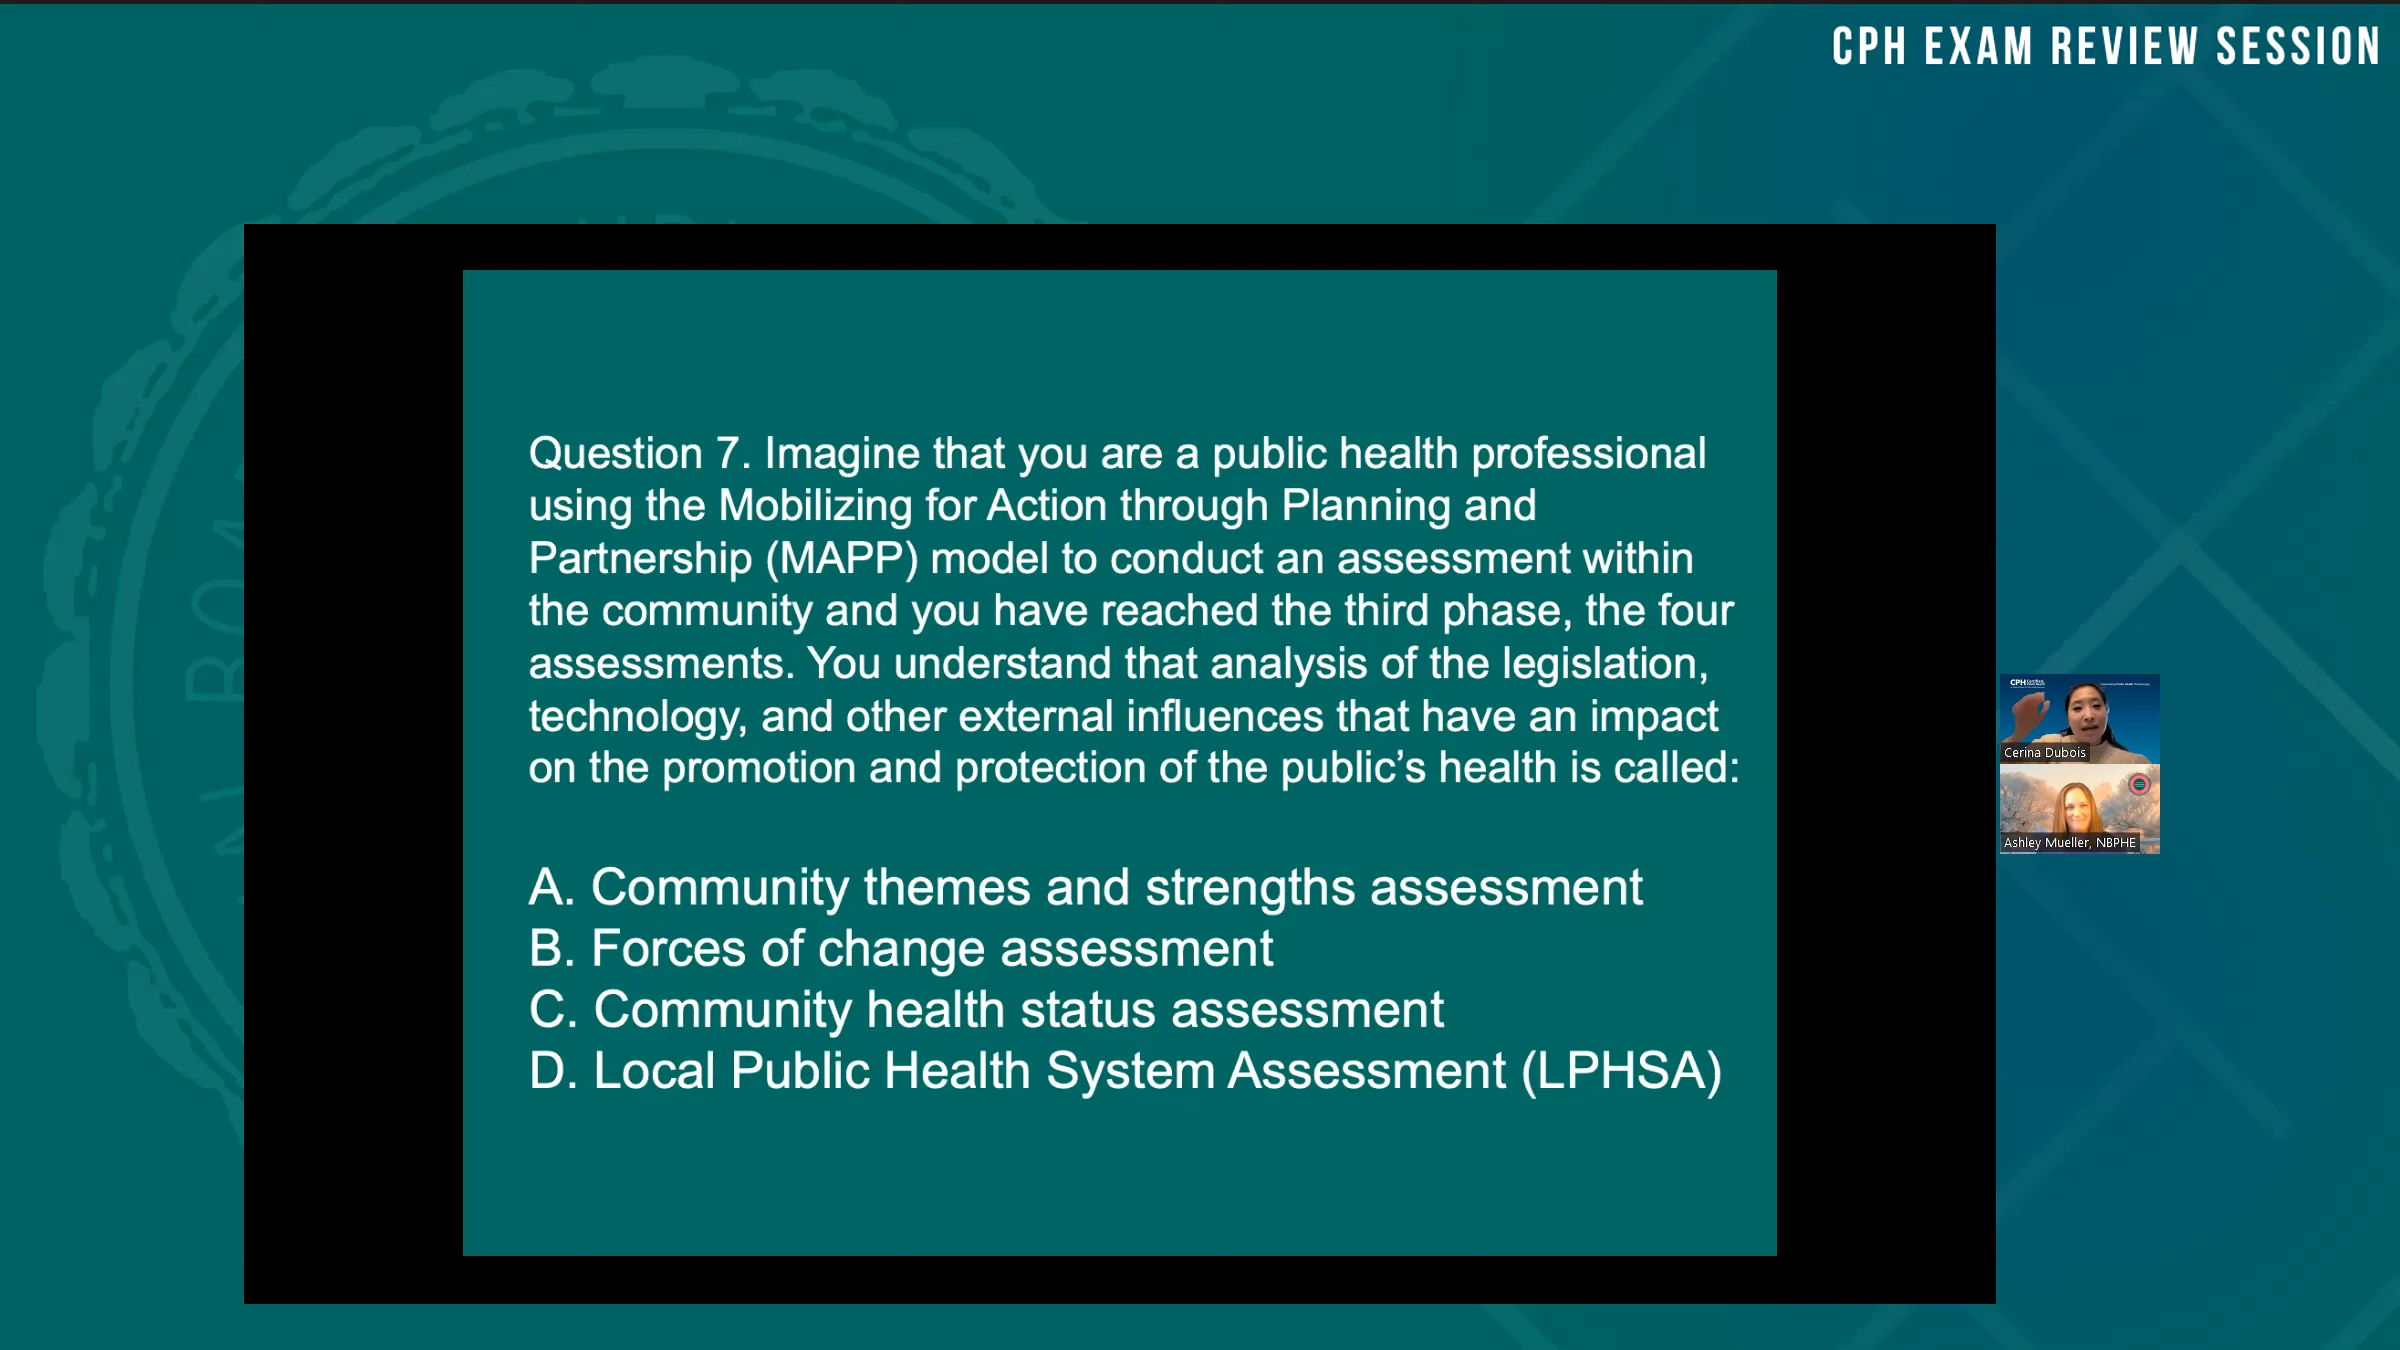 CPH EXAM REVIEW SESSION
Question 7. Imagine that you are a public health professional
using the Mobilizing for Action through Planning and
Partnership (MAPP) model to conduct an assessment within
the community and you have reached the third phase, the four
assessments. You understand that analysis of the legislation,
technology, and other external influences that have an impact
on the promotion and protection of the public’s health is called:
A. Community themes and strengths assessment
B. Forces of change assessment
C. Community health status assessment
D. Local Public Health System Assessment (LPHSA)
CPH
Cerina Dubois
Ashley Mueller, NBPHE